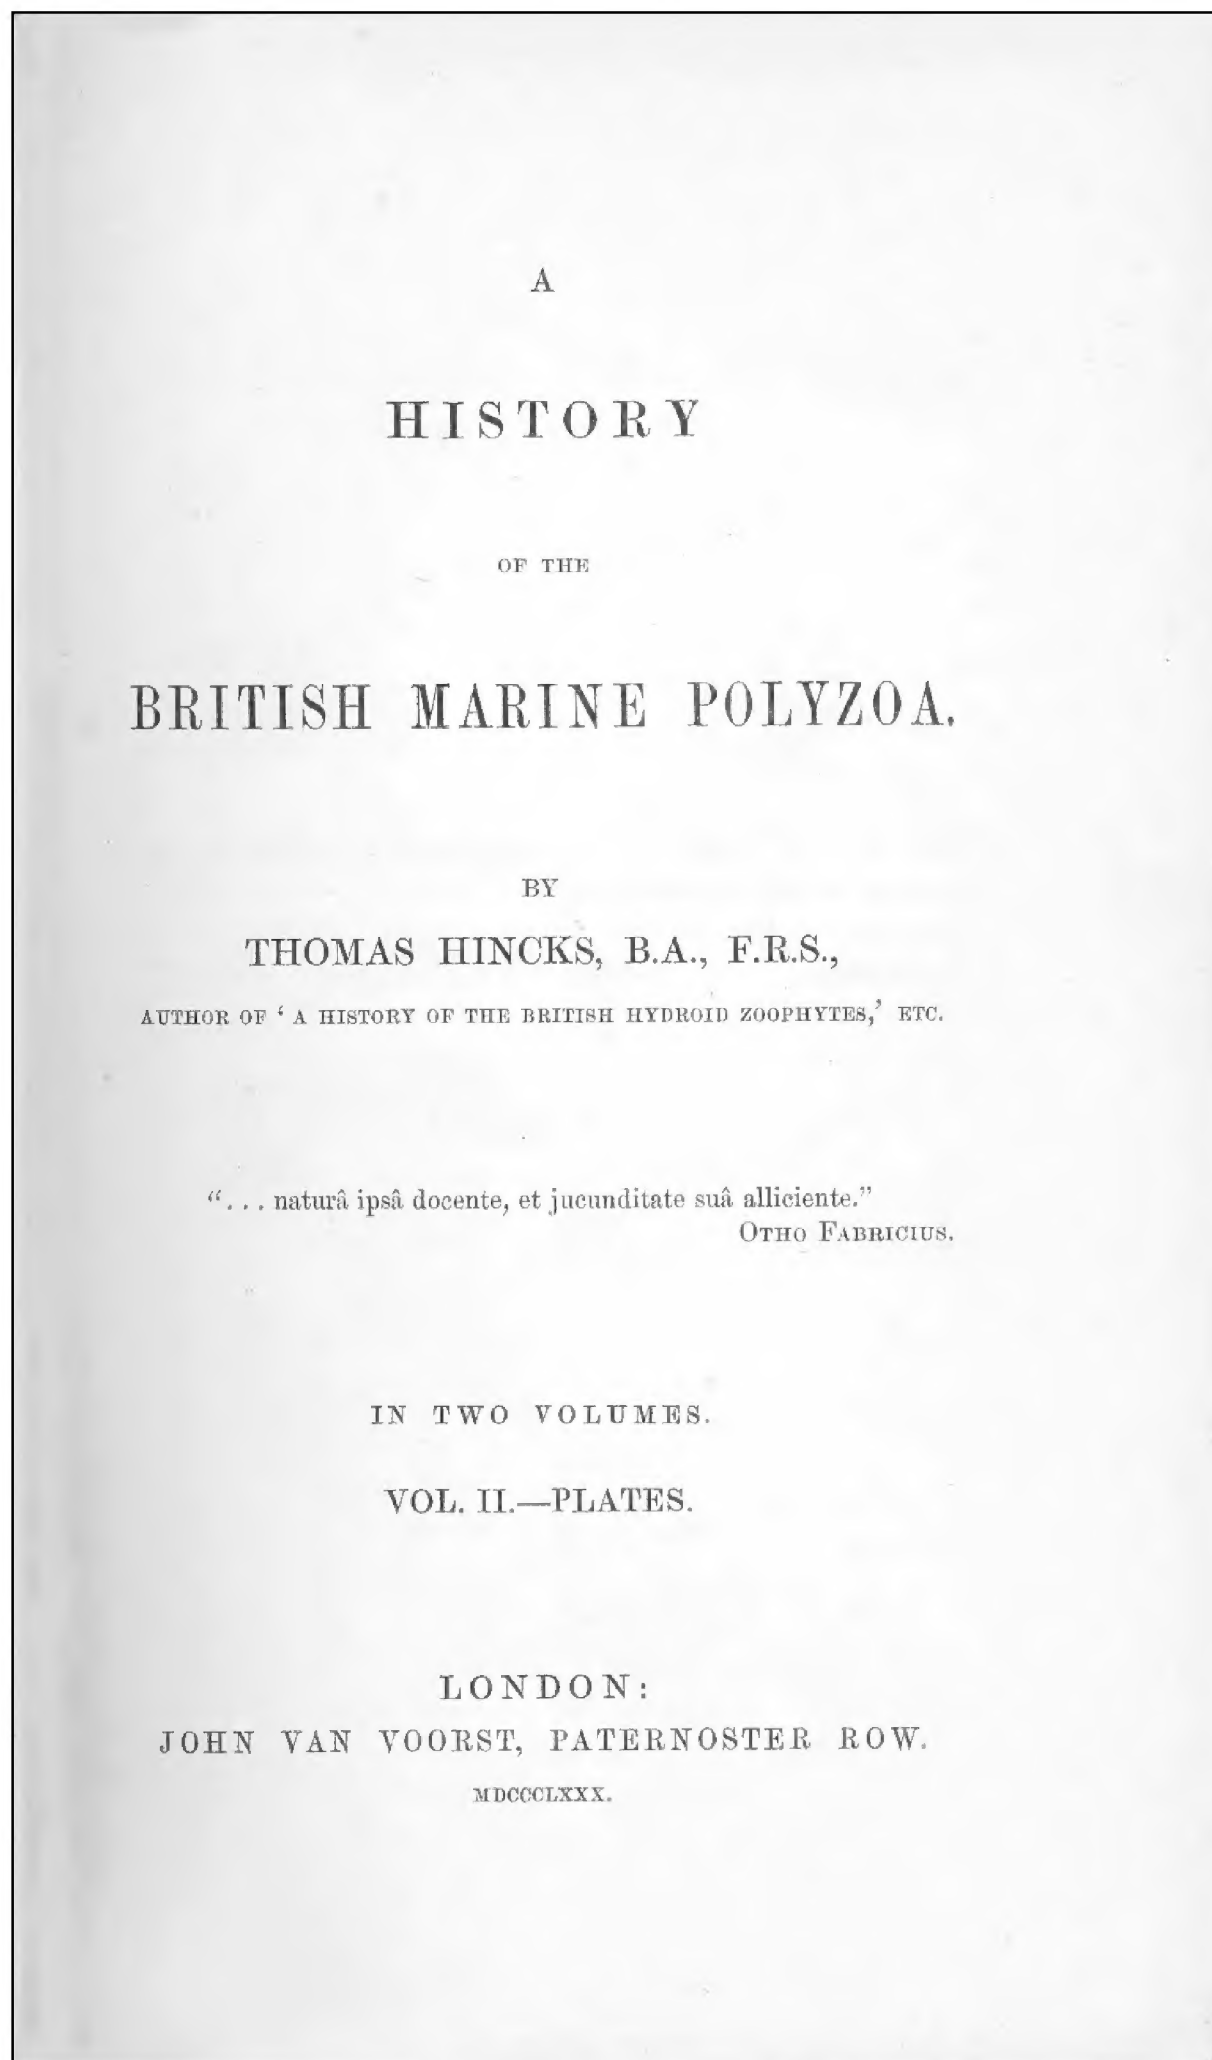 A
HISTORY
OF THE
BRITISH MARINE POLYZOA.
BY
THOMAS HINCKS, B.A., F.R.S.,
AUTHOR OF ‘ A HISTORY OF THE BRITISH HYDROID ZOOPHYTES,’ ETC.
“. . . naturâ ipsâ docente, et jucunditate suâ alliciente.”
OTHO FABRICIUS.
IN TWO VOLUMES.
VOL. II.—PLATES.
LONDON:
JOHN VAN VOORST, PATERNOSTER ROW.
MDCCCLXXX.